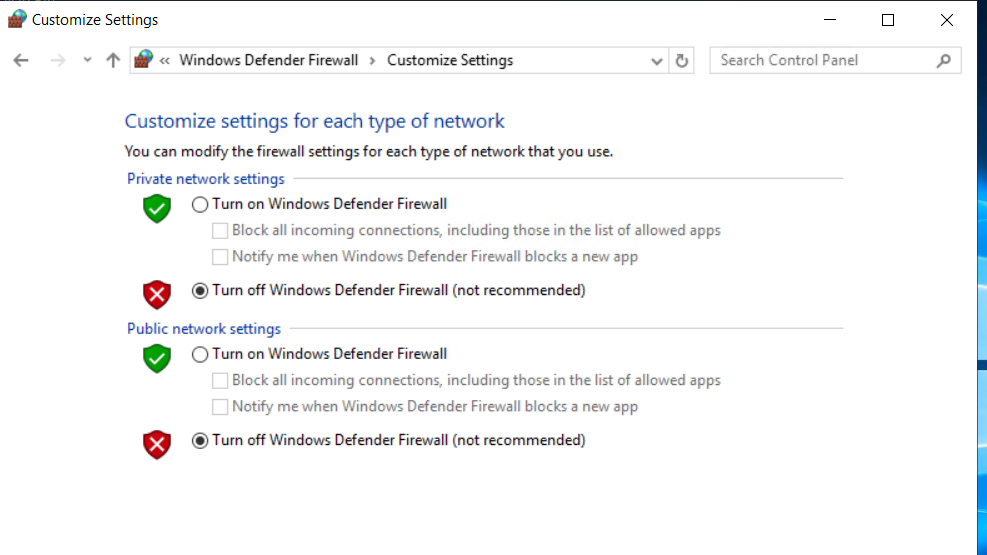 Customize Settings
« Windows Defender Firewall › Customize Settings
Search Control Panel
Customize settings for each type of network
You can modify the firewall settings for each type of network that you use.
Private network settings
Turn on Windows Defender Firewall
Block all incoming connections, including those in the list of allowed apps
Notify me when Windows Defender Firewall blocks a new app
Turn off Windows Defender Firewall (not recommended)
Public network settings
Turn on Windows Defender Firewall
Block all incoming connections, including those in the list of allowed apps
Notify me when Windows Defender Firewall blocks a new app
Turn off Windows Defender Firewall (not recommended)